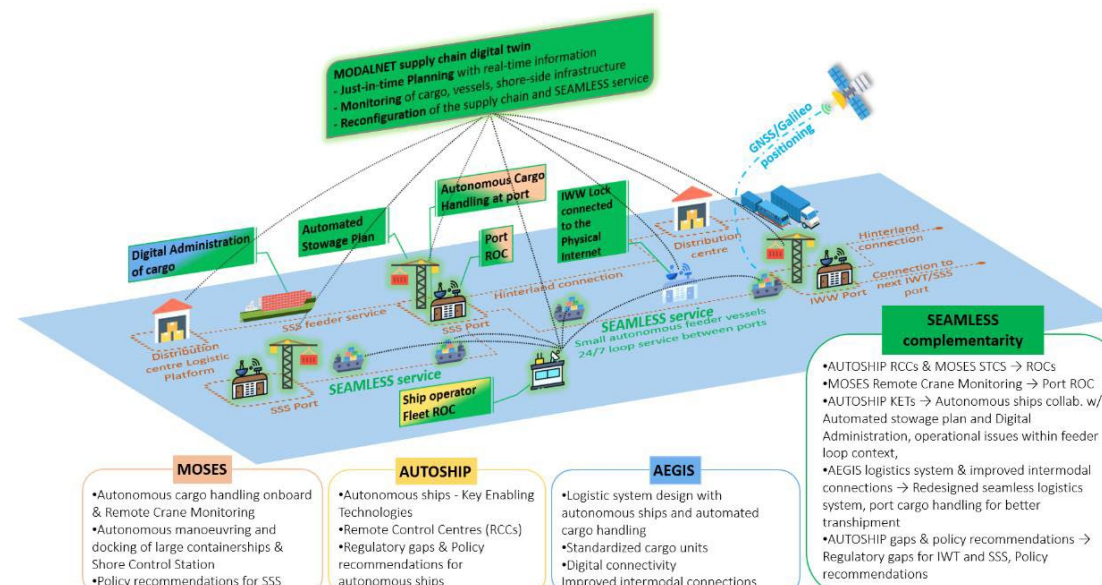 MODALNET supply chain digital twin
- Just-in-time Planning with real-time information
- Monitoring of cargo, vessels, shore-side infrastructure
- Reconfiguration of the supply chain and SEAMLESS service
GNSS/Galileo
positioning
Autonomous Cargo
Handling at port
IWW Lock
connected
to the
Physical
Internet
Automated
Stowage Plan
Digital Administration
of cargo
Port
ROC
Distribution
centre
Hinterland
connection
Hinterland connection
Connection to
next IWT/SSS
port
IWW Port
SSS feeder service
SSS Port
SEAMLESS service
Small autonomous feeder vessels
24/7 loop service between ports
Distribution
centre Logistic
Platform
SEAMLESS service
SSS Port
Ship operator
Fleet ROC
SEAMLESS
complementarity
•AUTOSHIP RCCs & MOSES STCS → ROCs
•MOSES Remote Crane Monitoring → Port ROC
•AUTOSHIP KETs → Autonomous ships collab. w/
Automated stowage plan and Digital
Administration, operational issues within feeder
loop context,
•AEGIS logistics system & improved intermodal
connections → Redesigned seamless logistics
system, port cargo handling for better
transhipment
•AUTOSHIP gaps & policy recommendations →
Regulatory gaps for IWT and SSS, Policy
recommendations
MOSES
•Autonomous cargo handling onboard
& Remote Crane Monitoring
•Autonomous manoeuvring and
docking of large containerships &
Shore Control Station
•Policy recommendations for SSS
AUTOSHIP
•Autonomous ships - Key Enabling
Technologies
•Remote Control Centres (RCCs)
•Regulatory gaps & Policy
recommendations for
autonomous ships
AEGIS
•Logistic system design with
autonomous ships and automated
cargo handling
•Standardized cargo units
•Digital connectivity
Improved intermodal connections